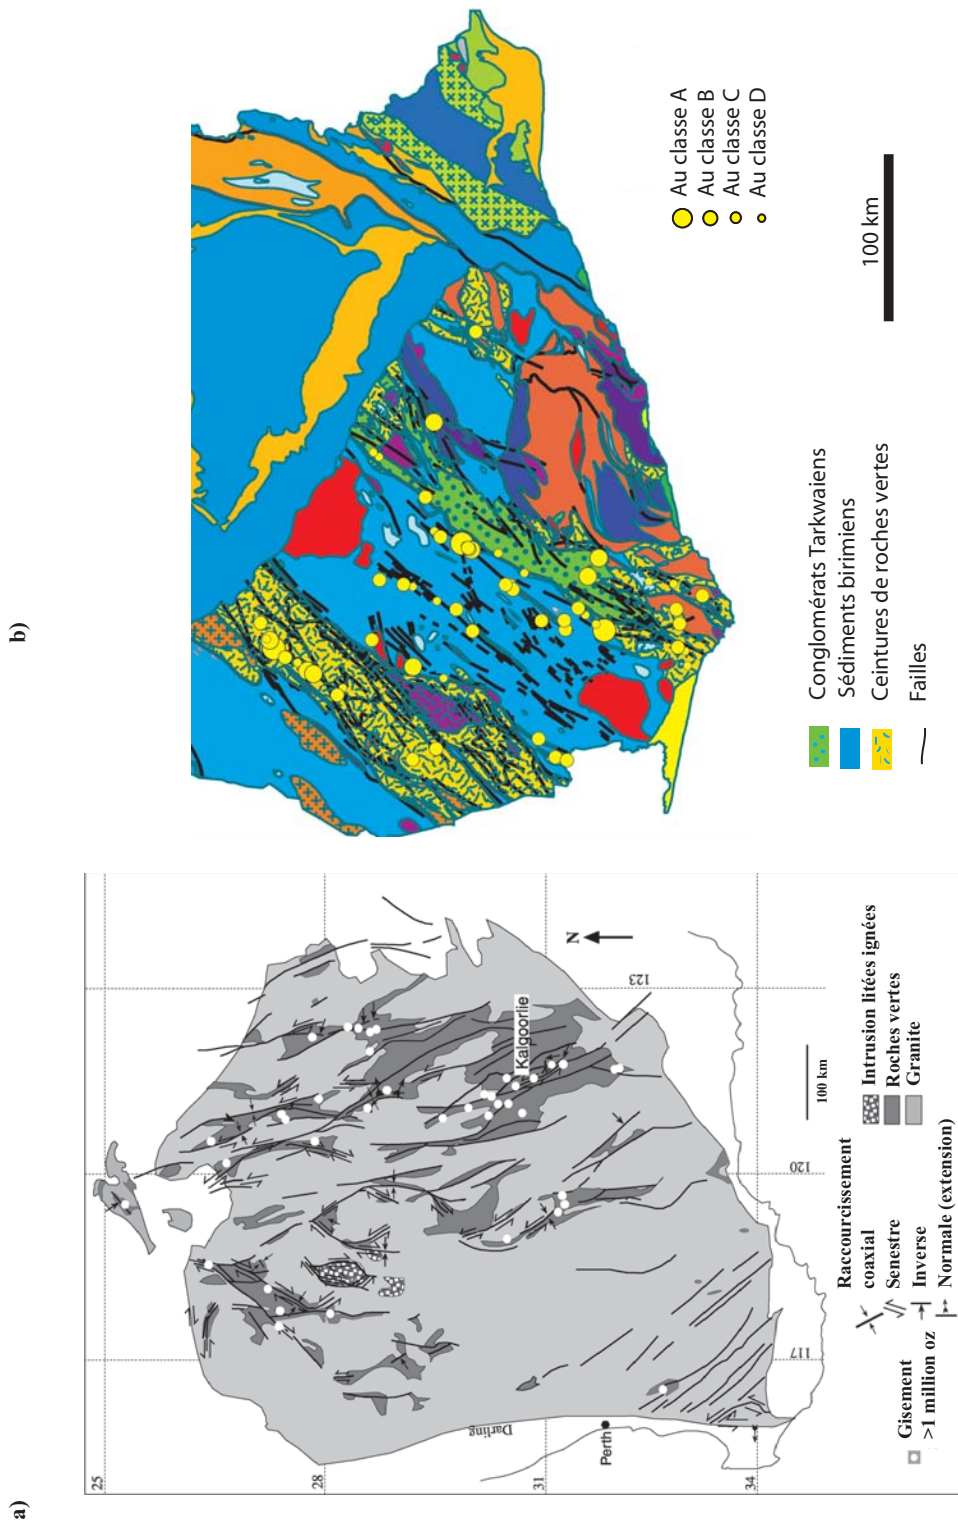 a)
25
28
31
34
117
120
123
Darling
Perth
Kalgoorlie
N
100 km
Gisement
>1 million oz
Raccourcissement
coaxial
Senestre
Inverse
Normale (extension)
Intrusion litées ignées
Roches vertes
Granite
b)
Au classe A
Au classe B
Au classe C
Au classe D
100 km
Conglomérats Tarkwaiens
Sédiments birimiens
Ceintures de roches vertes
Failles